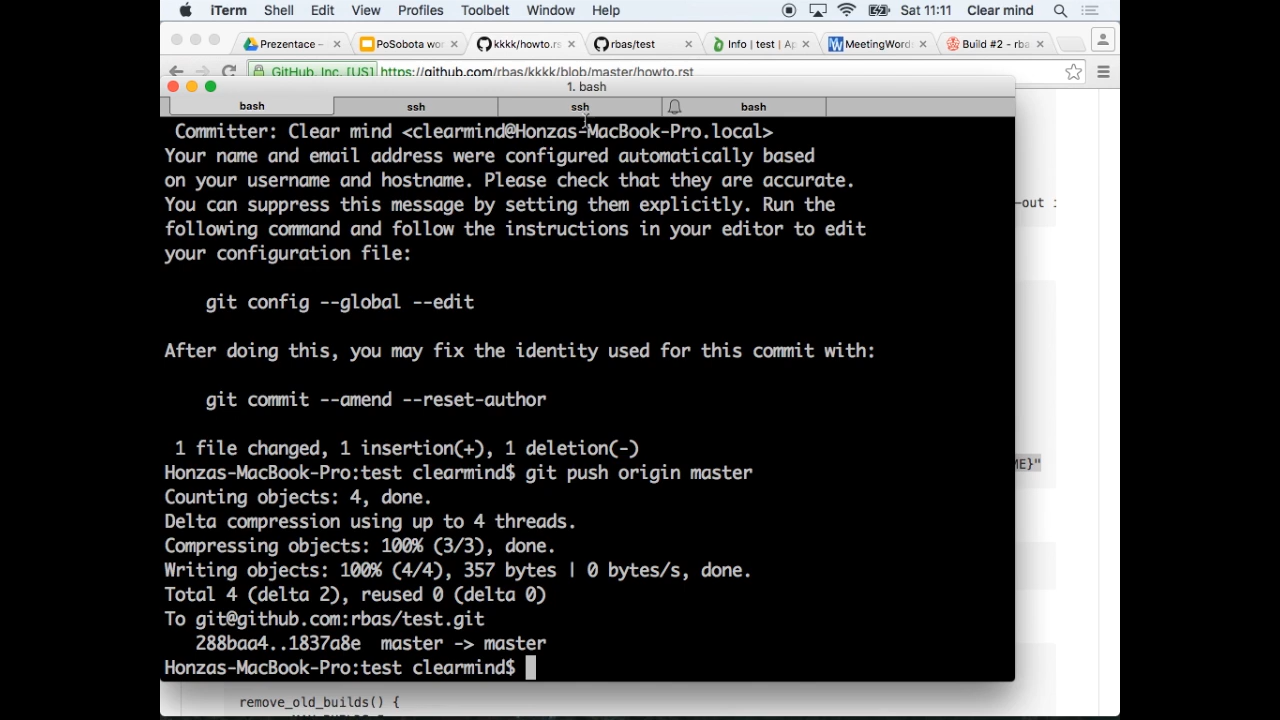 iTerm Shell Edit View Profiles Toolbelt Window Help Sat 11:11 Clear mind
Prezentace – PoSobota wo kkkk/howto.rs rbas/test Info | test | Ap MeetingWords Build #2 - rba
GitHub, Inc. [US] https://github.com/rbas/kkkk/blob/master/howto.rst
1. bash
bash ssh ssh bash
Committer: Clear mind <clearmind@Honzas-MacBook-Pro.local>
Your name and email address were configured automatically based
on your username and hostname. Please check that they are accurate.
You can suppress this message by setting them explicitly. Run the
following command and follow the instructions in your editor to edit
your configuration file:
git config --global --edit
After doing this, you may fix the identity used for this commit with:
git commit --amend --reset-author
1 file changed, 1 insertion(+), 1 deletion(-)
Honzas-MacBook-Pro:test clearmind$ git push origin master
Counting objects: 4, done.
Delta compression using up to 4 threads.
Compressing objects: 100% (3/3), done.
Writing objects: 100% (4/4), 357 bytes | 0 bytes/s, done.
Total 4 (delta 2), reused 0 (delta 0)
To git@github.com:rbas/test.git
288baa4..1837a8e master -> master
Honzas-MacBook-Pro:test clearmind$
-out i
ME}"
remove_old_builds() {